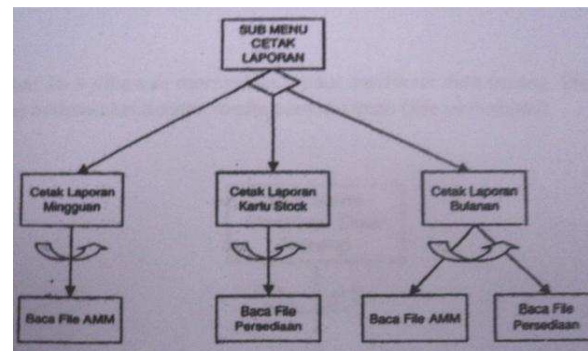 SUB MENU
CETAK
LAPORAN
Cetak Laporan
Mingguan
Cetak Laporan
Kartu Stock
Cetak Laporan
Bulanan
Baca File AMM
Baca File
Persediaan
Baca File AMM
Baca File
Persediaan